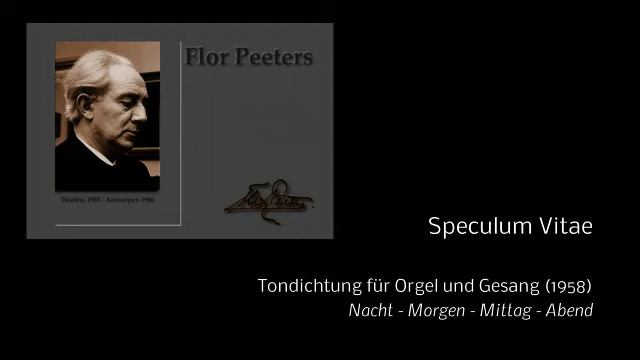 Flor Peeters
Thielen, 1903 - Antwerpen 1986
Speculum Vitae
Tondichtung für Orgel und Gesang (1958)
Nacht - Morgen - Mittag - Abend